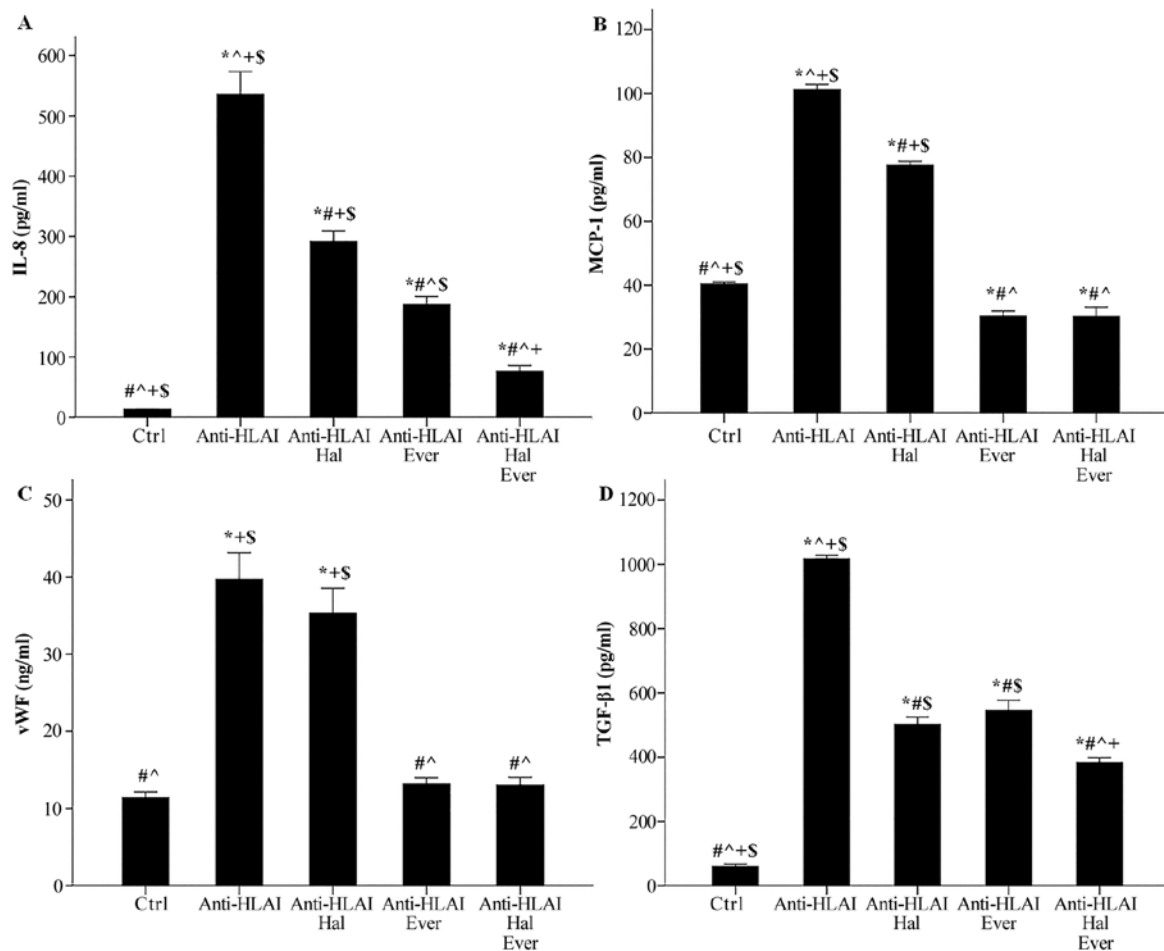 A
600
500
400
300
200
100
0
IL-8 (pg/ml)
#^+$
*^+$
*#+$
*#^$
*#^+
Ctrl
Anti-HLAI
Anti-HLAI
Hal
Anti-HLAI
Ever
Anti-HLAI
Hal
Ever
B
120
100
80
60
40
20
0
MCP-1 (pg/ml)
#^+$
*^+$
*#+$
*#^
*#^
Ctrl
Anti-HLAI
Anti-HLAI
Hal
Anti-HLAI
Ever
Anti-HLAI
Hal
Ever
C
50
40
30
20
10
0
vWF (ng/ml)
#^
*+$
*+$
#^
#^
Ctrl
Anti-HLAI
Anti-HLAI
Hal
Anti-HLAI
Ever
Anti-HLAI
Hal
Ever
D
1200
1000
800
600
400
200
0
TGF-β1 (pg/ml)
#^+$
*^+$
*#$
*#$
*#^+
Ctrl
Anti-HLAI
Anti-HLAI
Hal
Anti-HLAI
Ever
Anti-HLAI
Hal
Ever